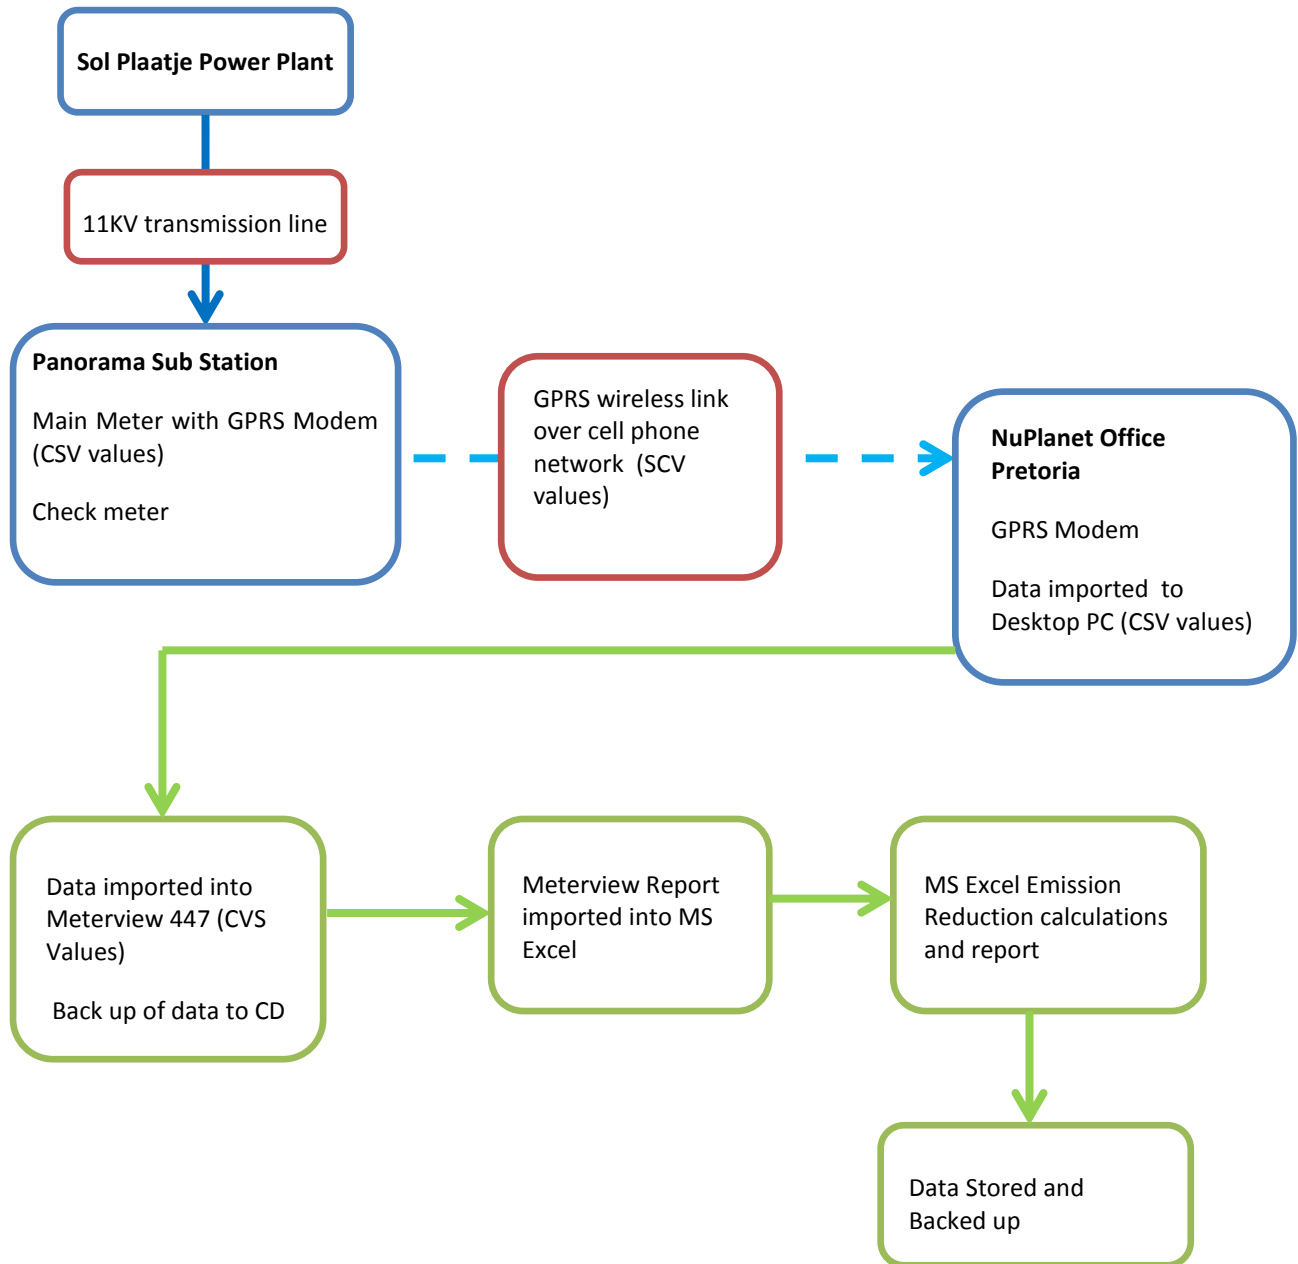 Sol Plaatje Power Plant
11KV transmission line
Panorama Sub Station
Main Meter with GPRS Modem
(CSV values)
Check meter
GPRS wireless link
over cell phone
network (SCV
values)
NuPlanet Office
Pretoria
GPRS Modem
Data imported to
Desktop PC (CSV values)
Data imported into
Meterview 447 (CVS
Values)
Back up of data to CD
Meterview Report
imported into MS
Excel
MS Excel Emission
Reduction calculations
and report
Data Stored and
Backed up